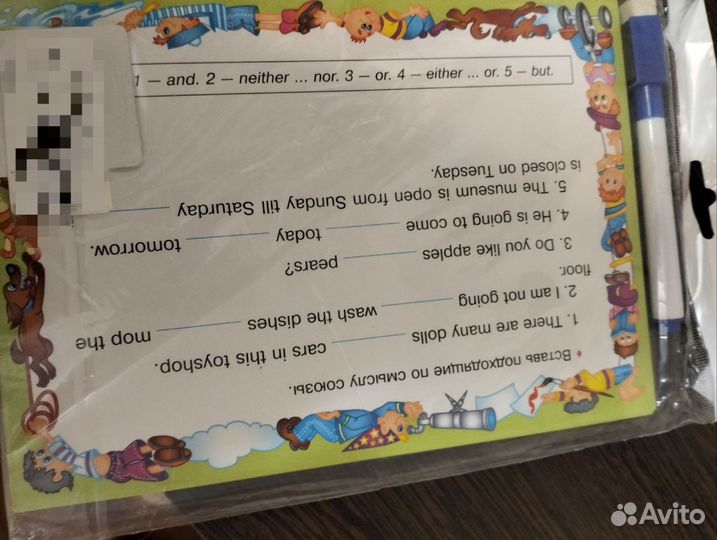 ♦ Вставь подходящие по смыслу союзы.
1. There are many dolls ______ cars in this toyshop.
2. I am not going ______ wash the dishes ______ mop the
floor.
3. Do you like apples ______ pears?
4. He is going to come ______ today ______ tomorrow.
5. The museum is open from Sunday till Saturday ______
is closed on Tuesday.
1 – and. 2 – neither ... nor. 3 – or. 4 – either ... or. 5 – but.
Avito